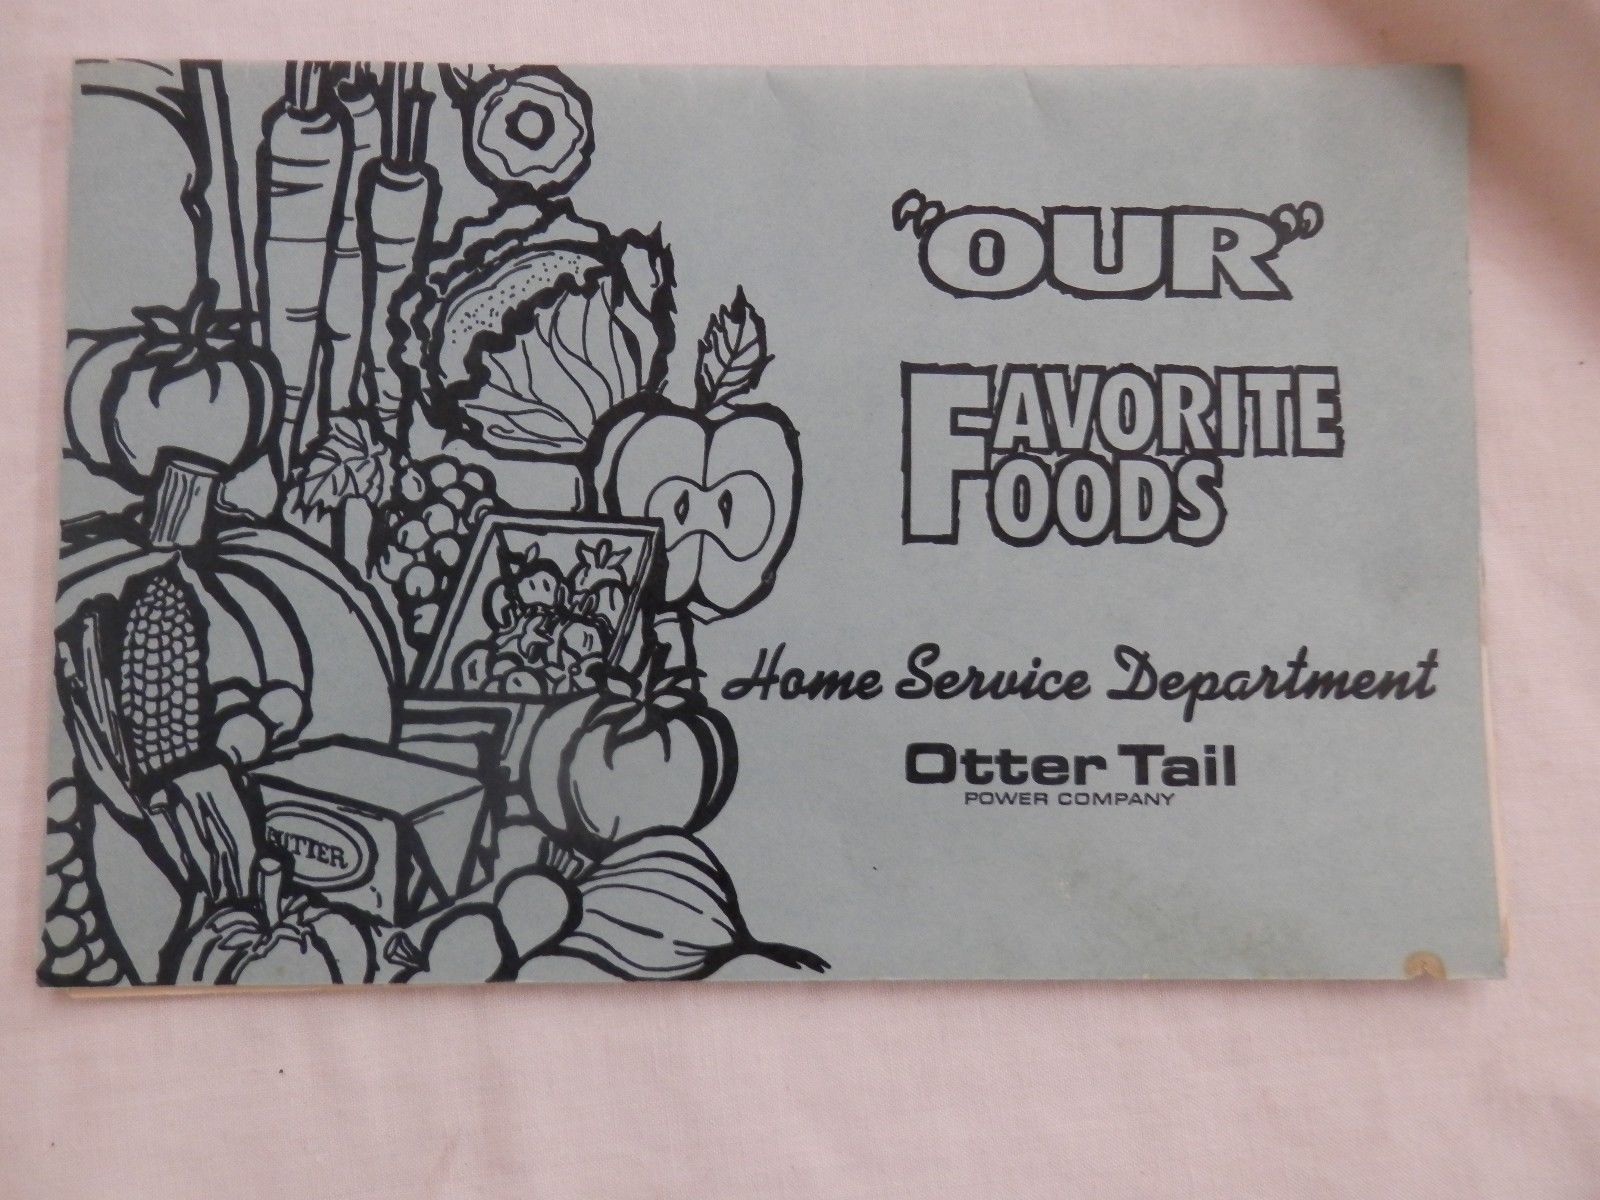 "OUR"
FAVORITE
FOODS
Home Service Department
Otter Tail
POWER COMPANY
BUTTER